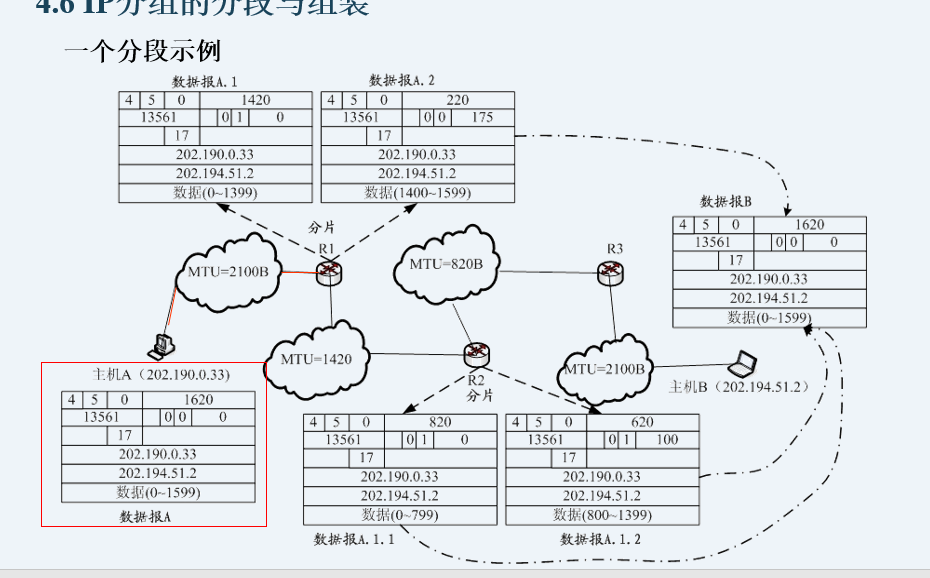 4.6 IP分组的分段与组装
一个分段示例
数据报A.1
4 5 0 1420
13561 0 1 0
17
202.190.0.33
202.194.51.2
数据(0~1399)
数据报A.2
4 5 0 220
13561 0 0 175
17
202.190.0.33
202.194.51.2
数据(1400~1599)
分片
R1
MTU=2100B
MTU=820B
R3
数据报B
4 5 0 1620
13561 0 0 0
17
202.190.0.33
202.194.51.2
数据(0~1599)
MTU=1420
R2
分片
MTU=2100B
主机B（202.194.51.2）
主机A（202.190.0.33）
4 5 0 1620
13561 0 0 0
17
202.190.0.33
202.194.51.2
数据(0~1599)
数据报A
4 5 0 820
13561 0 1 0
17
202.190.0.33
202.194.51.2
数据(0~799)
数据报A.1.1
4 5 0 620
13561 0 1 100
17
202.190.0.33
202.194.51.2
数据(800~1399)
数据报A.1.2